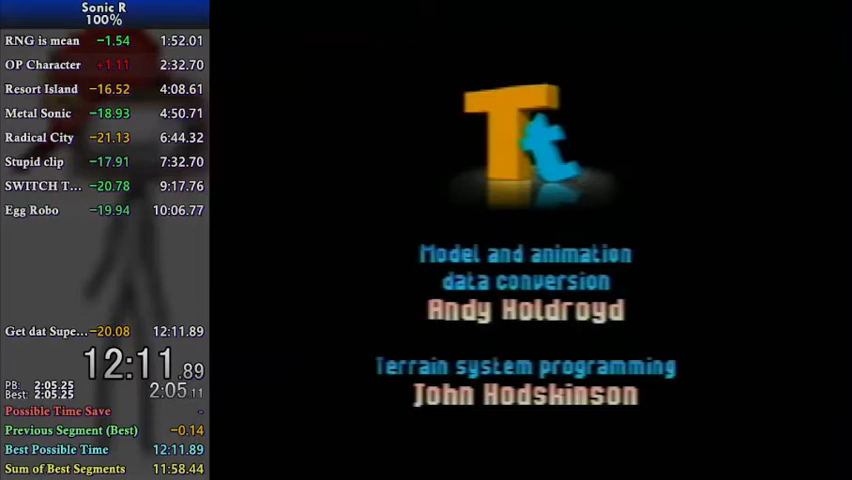 Sonic R
100%
RNG is mean −1.54 1:52.01
OP Character +1.11 2:32.70
Resort Island −16.52 4:08.61
Metal Sonic −18.93 4:50.71
Radical City −21.13 6:44.32
Stupid clip −17.91 7:32.70
SWITCH T... −20.78 9:17.76
Egg Robo −19.94 10:06.77
Get dat Supe... −20.08 12:11.89
12:11.89
PB: 2:05.25
Best: 2:05.25
2:05.11
Possible Time Save -
Previous Segment (Best) −0.14
Best Possible Time 12:11.89
Sum of Best Segments 11:58.44
Tt
Model and animation
data conversion
Andy Holdroyd
Terrain system programming
John Hodskinson